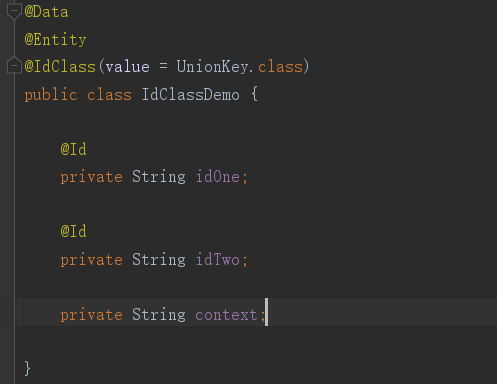 @Data
@Entity
@IdClass(value = UnionKey.class)
public class IdClassDemo {
@Id
private String idOne;
@Id
private String idTwo;
private String context;
}